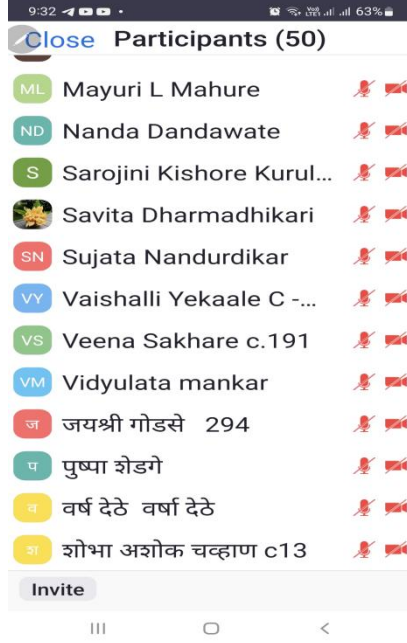 9:32
63%
Close Participants (50)
ML Mayuri L Mahure
ND Nanda Dandawate
S Sarojini Kishore Kurul...
Savita Dharmadhikari
SN Sujata Nandurdikar
VY Vaishalli Yekaale C -...
VS Veena Sakhare c.191
VM Vidyulata mankar
ज जयश्री गोडसे 294
प पुष्पा शेडगे
व वर्ष देठे वर्षा देठे
श शोभा अशोक चव्हाण c13
Invite